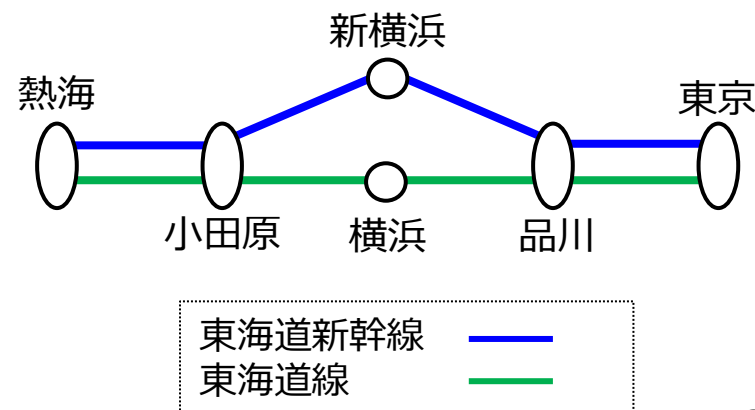 新横浜
熱海
東京
小田原
横浜
品川
東海道新幹線
東海道線